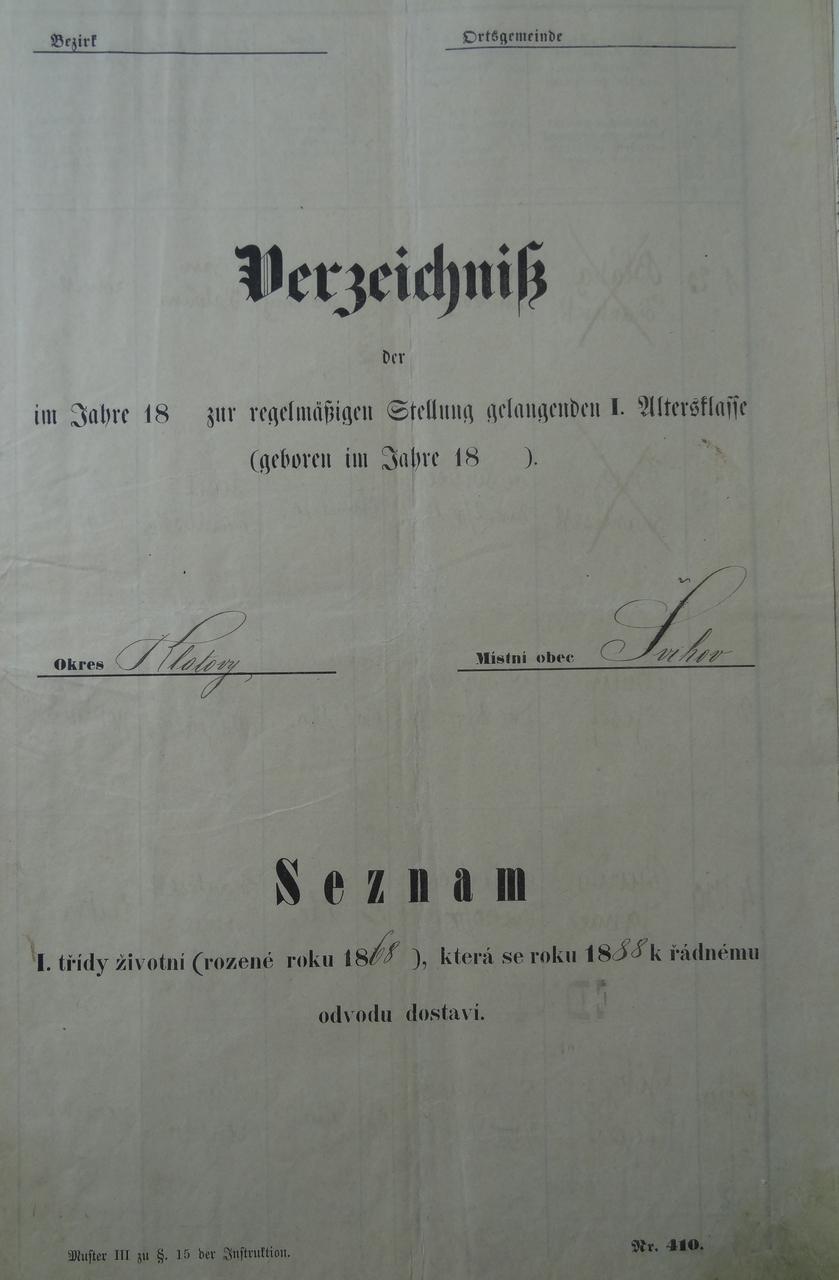 Bezirk
Ortsgemeinde
Verzeichniß
der
im Jahre 18 zur regelmäßigen Stellung gelangenden I. Altersklasse
(geboren im Jahre 18 ).
Okres Klatovy
Místní obec Švihov
Seznam
I. třídy životní (rozené roku 1868 ), která se roku 1888 k řádnému
odvodu dostaví.
Muster III zu §. 15 der Instruktion.
Nr. 410.